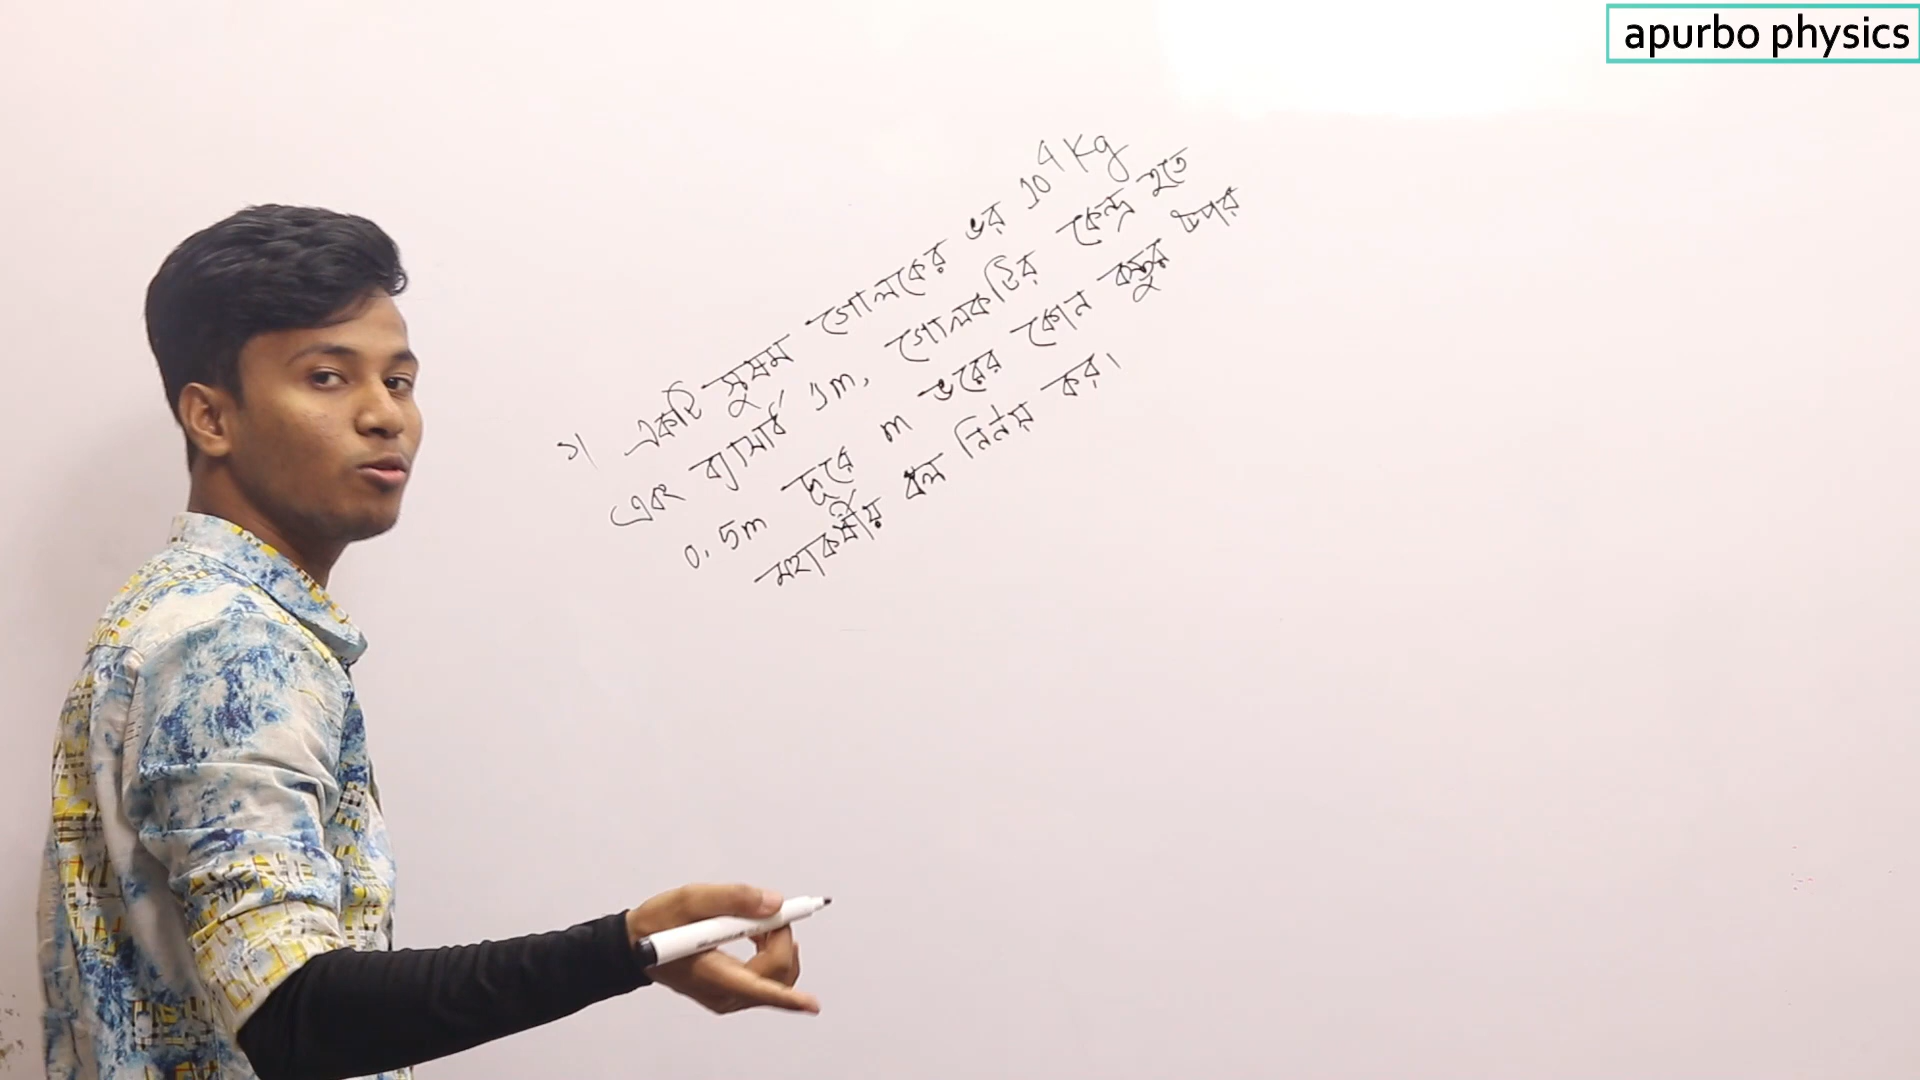 apurbo physics
১। একটি সুষম গোলকের ভর 10⁴ Kg
এবং ব্যাসার্ধ 1m, গোলকটির কেন্দ্র হতে
0.5m দূরে m ভরের কোন বস্তুর উপর
মহাকর্ষীয় বল নির্নয় কর।